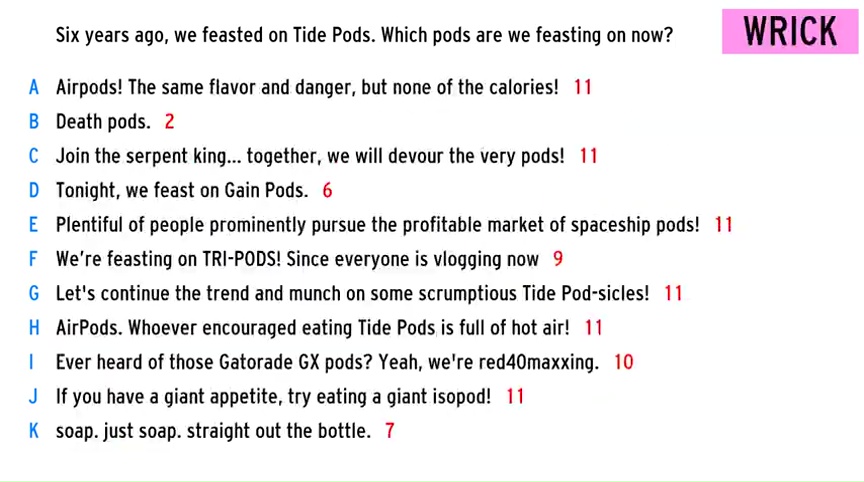 Six years ago, we feasted on Tide Pods. Which pods are we feasting on now?
WRICK
A Airpods! The same flavor and danger, but none of the calories! 11
B Death pods. 2
C Join the serpent king... together, we will devour the very pods! 11
D Tonight, we feast on Gain Pods. 6
E Plentiful of people prominently pursue the profitable market of spaceship pods! 11
F We're feasting on TRI-PODS! Since everyone is vlogging now 9
G Let's continue the trend and munch on some scrumptious Tide Pod-sicles! 11
H AirPods. Whoever encouraged eating Tide Pods is full of hot air! 11
I Ever heard of those Gatorade GX pods? Yeah, we're red40maxxing. 10
J If you have a giant appetite, try eating a giant isopod! 11
K soap. just soap. straight out the bottle. 7